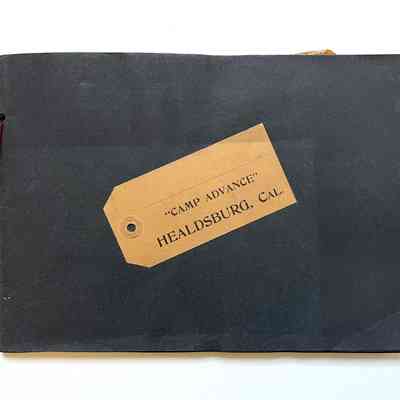 "CAMP ADVANCE"
HEALDSBURG, CAL.